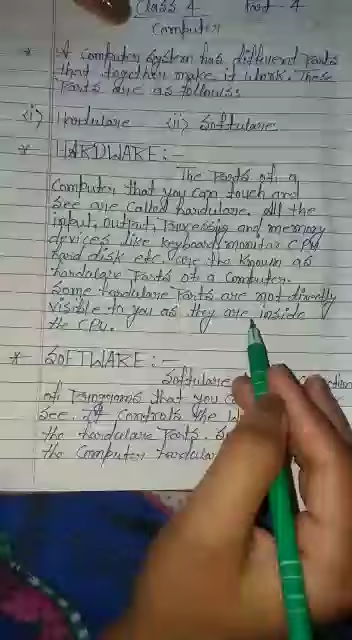 Class 4 Part - 4
Computer
* A Computer System has different Parts
that together make it Work. These
Parts are as follows:
(i) Hardware (ii) Software
* HARDWARE:-
The Parts of a
Computer that you can touch and
see are called hardware. All the
input, output, Processing and memory
devices like keyboard monitor CPU
hard disk etc. are the known as
hardware Parts of a Computer.
Some hardware Parts are not directly
visible to you as they are inside
the CPU.
* SOFTWARE:-
Software
of Programs that you
see. It Controls the
the hardware Parts.
the Computer